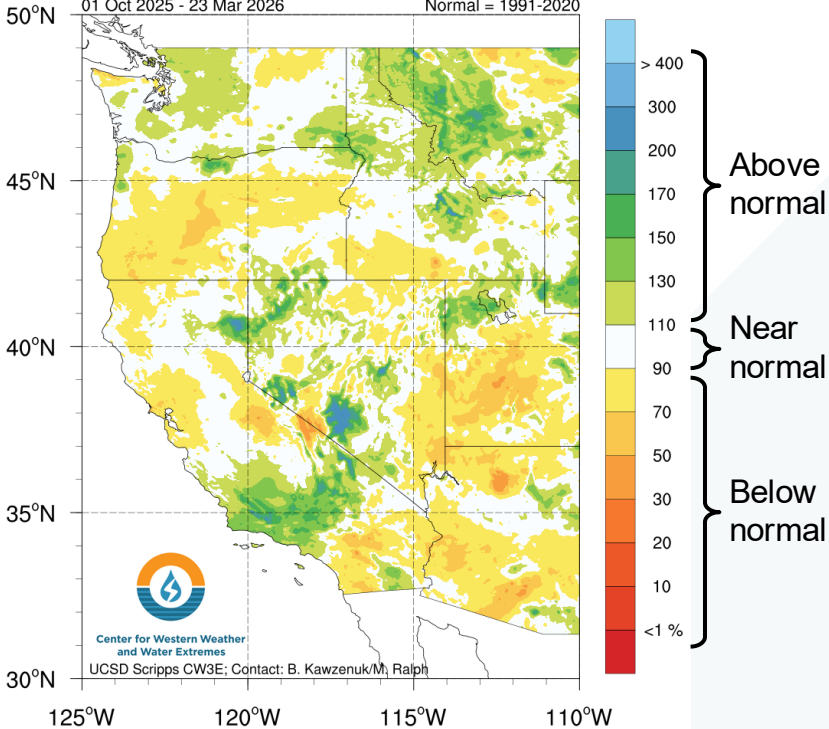 01 Oct 2025 - 23 Mar 2026 Normal = 1991-2020
50°N
45°N
40°N
35°N
30°N
125°W 120°W 115°W 110°W
Center for Western Weather
and Water Extremes
UCSD Scripps CW3E; Contact: B. Kawzenuk/M. Ralph
> 400
300
200
170
150
130
110
90
70
50
30
20
10
<1 %
Above
normal
Near
normal
Below
normal